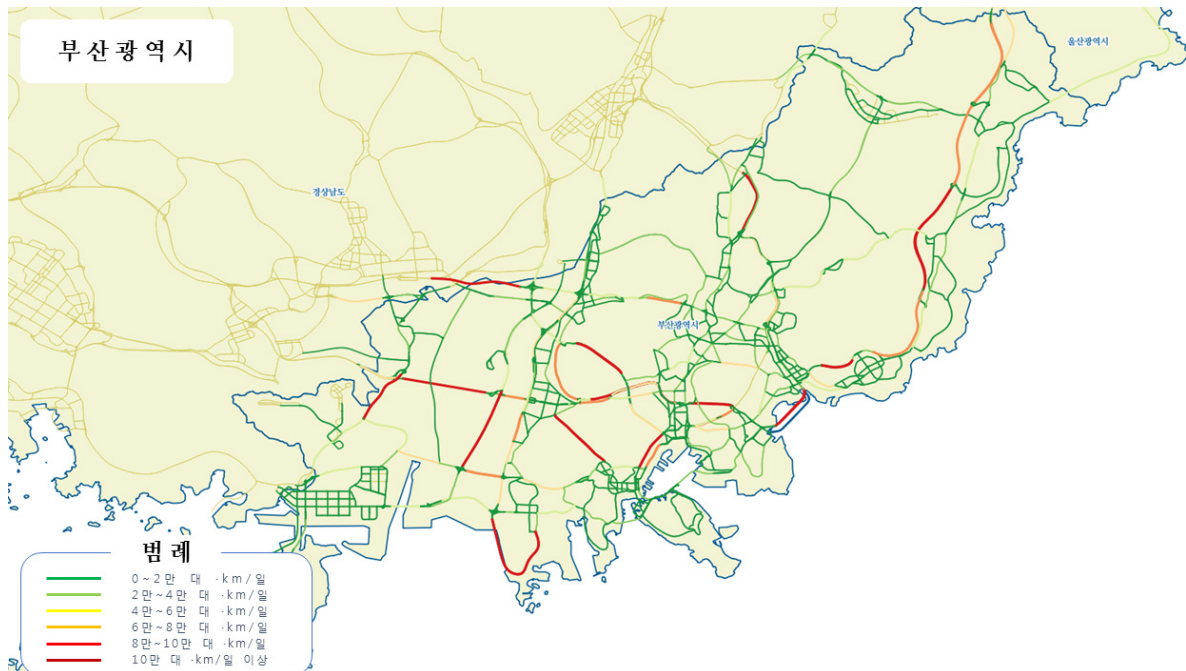 부산광역시
울산광역시
경상남도
부산광역시
범례
0~2만 대 ·km/일
2만~4만 대 ·km/일
4만~6만 대 ·km/일
6만~8만 대 ·km/일
8만~10만 대 ·km/일
10만 대 ·km/일 이상